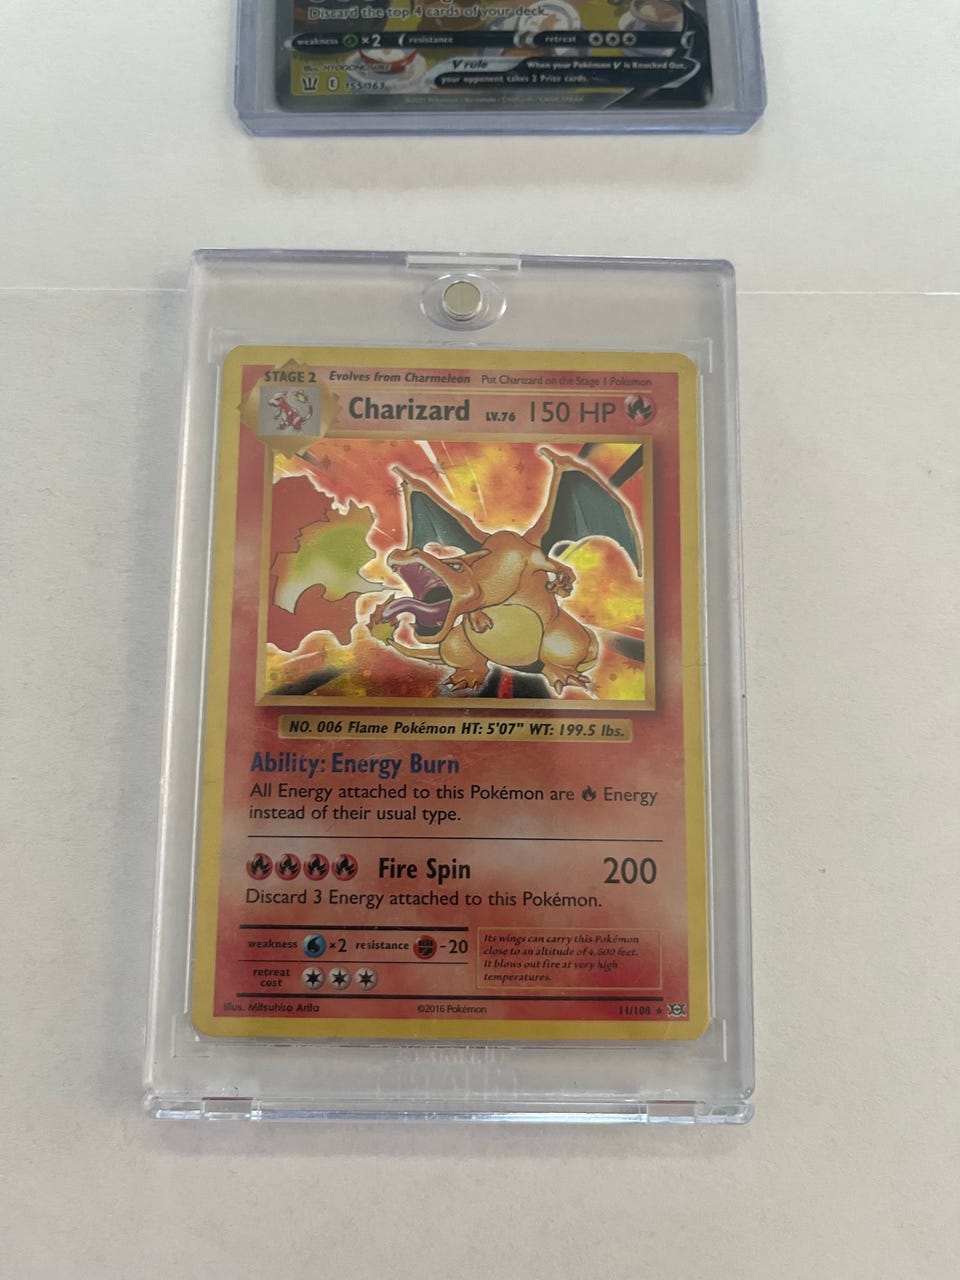 Discard the top 4 cards of your deck.
weakness ×2 resistance retreat
V rule When your Pokémon V is Knocked Out,
your opponent takes 2 Prize cards.
Illus. RYOGONOSUKE
E 155/163
STAGE 2 Evolves from Charmeleon Put Charizard on the Stage 1 Pokémon
Charizard LV.76 150 HP
NO. 006 Flame Pokémon HT: 5'07" WT: 199.5 lbs.
Ability: Energy Burn
All Energy attached to this Pokémon are Energy
instead of their usual type.
Fire Spin 200
Discard 3 Energy attached to this Pokémon.
weakness ×2 resistance -20
retreat
cost
Its wings can carry this Pokémon
close to an altitude of 4,600 feet.
It blows out fire at very high
temperatures.
Illus. Mitsuhiro Arita ©2016 Pokémon 11/108 ★